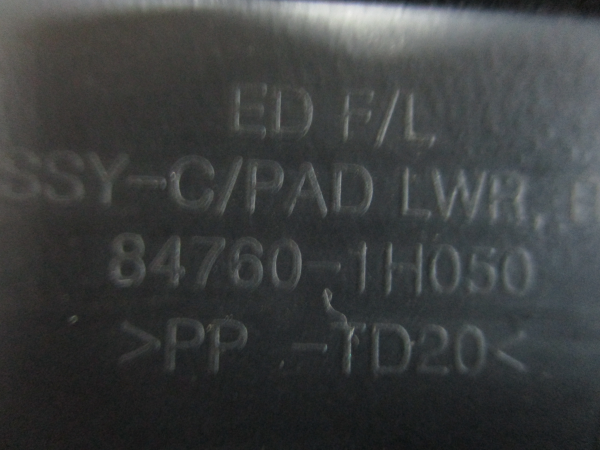 ED F/L
SSY-C/PAD LWR,
84760-1H050
>PP -TD20<